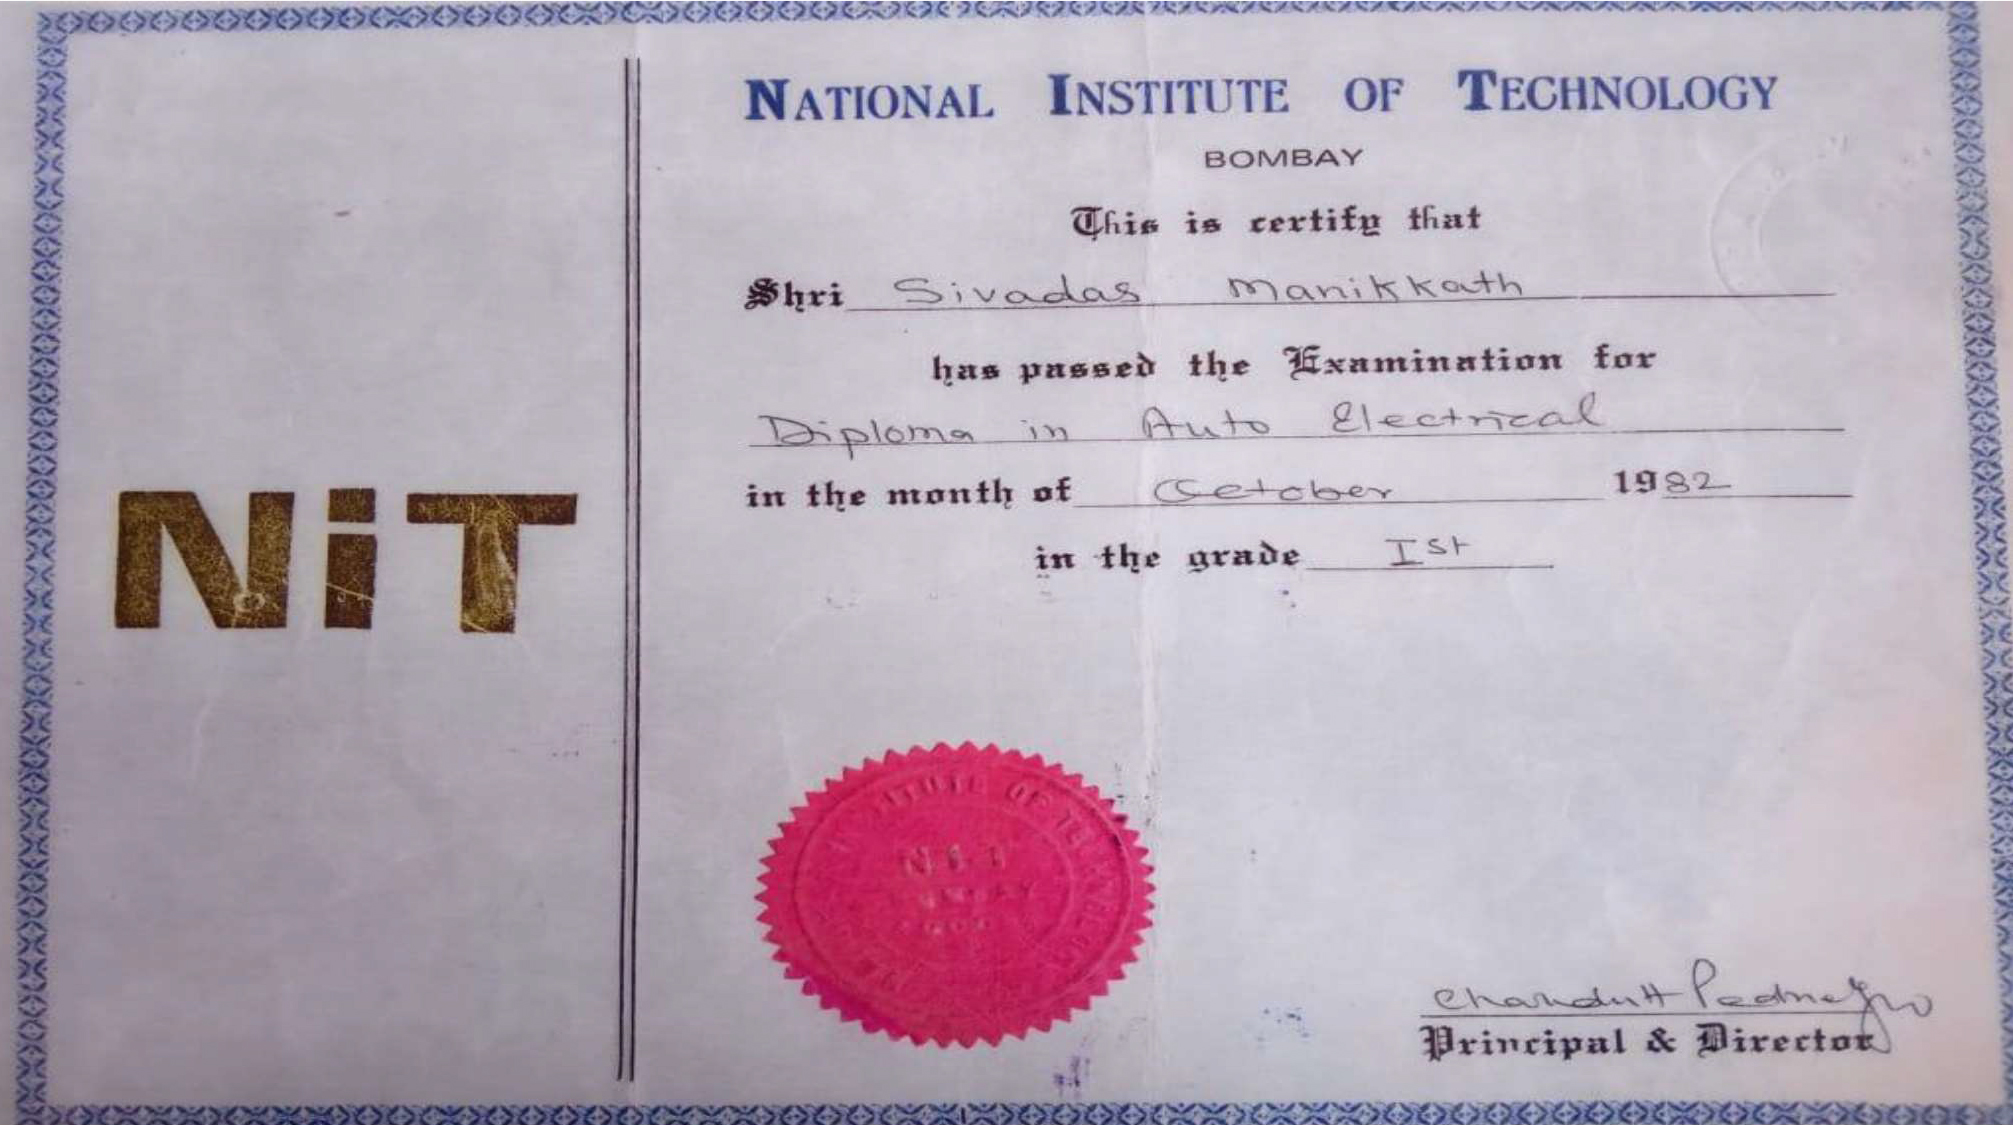 NATIONAL INSTITUTE OF TECHNOLOGY
BOMBAY
This is certify that
Shri Sivadas Manikkath
has passed the Examination for
Diploma in Auto Electrical
in the month of October 1982
in the grade Ist
NiT
Principal & Director